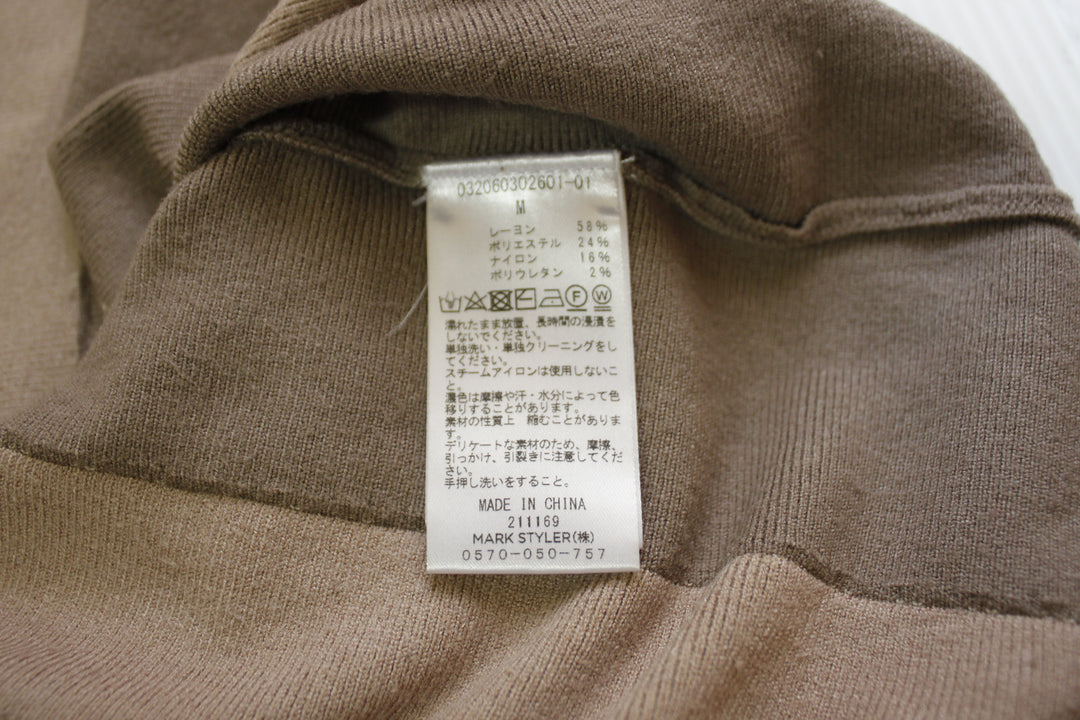 032060302601-01
M
レーヨン 58%
ポリエステル 24%
ナイロン 16%
ポリウレタン 2%
F W
濡れたまま放置、長時間の浸漬を
しないでください。
単独洗い・単独クリーニングをし
てください。
スチームアイロンは使用しないこ
と。
濃色は摩擦や汗・水分によって色
移りすることがあります。
素材の性質上 縮むことがありま
す。
デリケートな素材のため、摩擦、
引っかけ、引裂きに注意してくだ
さい。
手押し洗いをすること。
MADE IN CHINA
211169
MARK STYLER(株)
0570-050-757